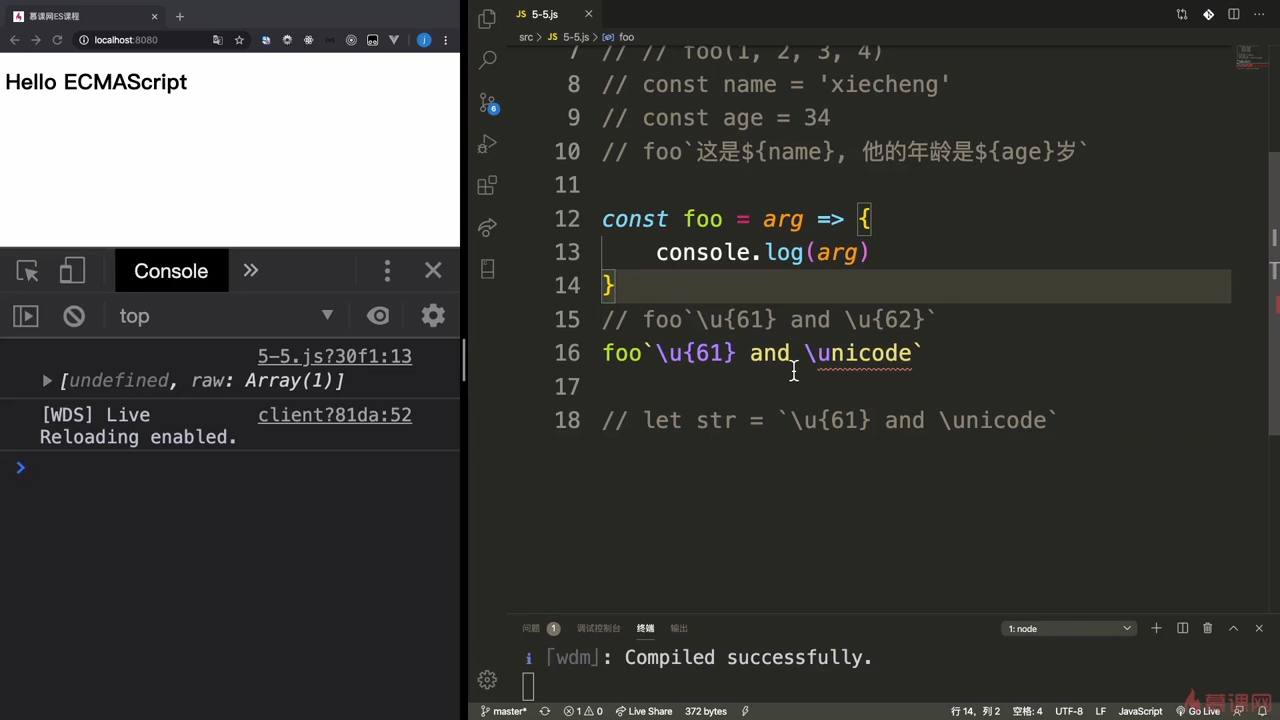 慕课网ES课程
localhost:8080
Hello ECMAScript
Console
top
5-5.js?30f1:13
[undefined, raw: Array(1)]
[WDS] Live client?81da:52
Reloading enabled.
5-5.js
src > 5-5.js > foo
7 // // foo(1, 2, 3, 4)
8 // const name = 'xiecheng'
9 // const age = 34
10 // foo`这是${name}, 他的年龄是${age}岁`
11
12 const foo = arg => {
13 console.log(arg)
14 }
15 // foo`\u{61} and \u{62}`
16 foo`\u{61} and \unicode`
17
18 // let str = `\u{61} and \unicode`
6
问题 1 调试控制台 终端 输出
1: node
i ｢wdm｣: Compiled successfully.
master* 1 0 Live Share 372 bytes
行 14, 列 2 空格: 4 UTF-8 LF JavaScript Go Live
慕课网